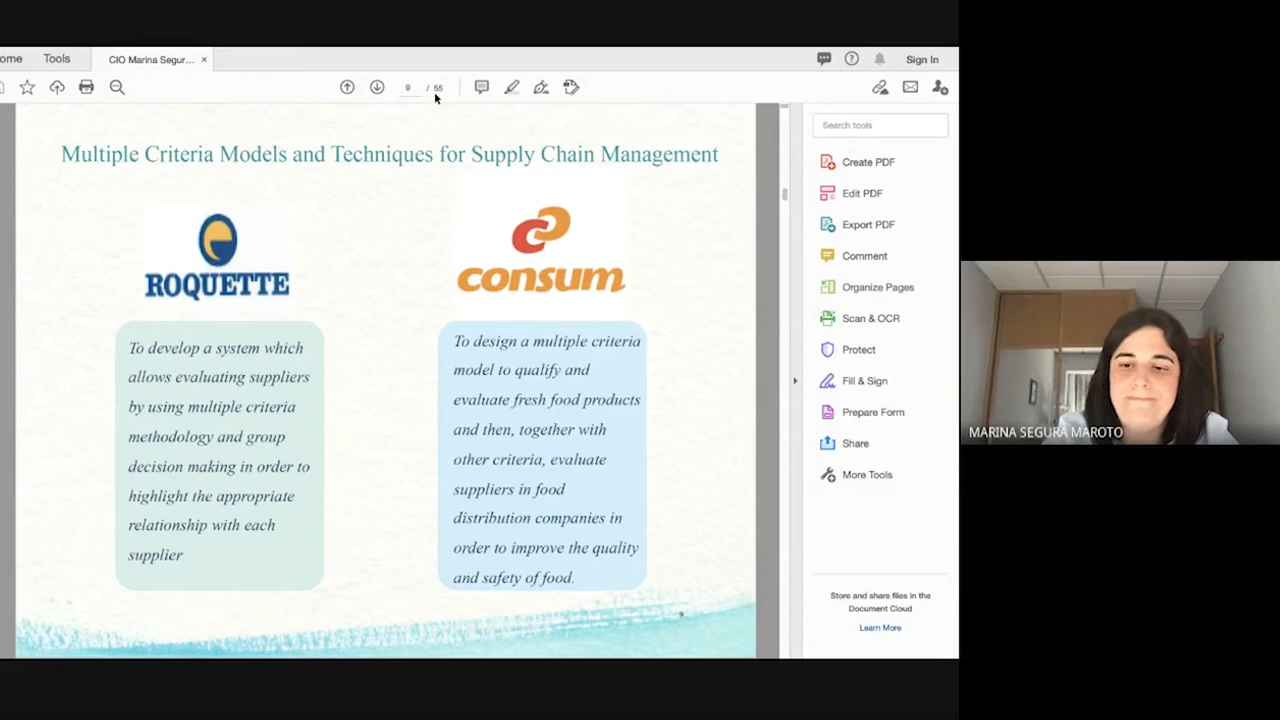 ome
Tools
CIO Marina Segur...
×
Sign In
9 / 55
Multiple Criteria Models and Techniques for Supply Chain Management
ROQUETTE
consum
To develop a system which
allows evaluating suppliers
by using multiple criteria
methodology and group
decision making in order to
highlight the appropriate
relationship with each
supplier
To design a multiple criteria
model to qualify and
evaluate fresh food products
and then, together with
other criteria, evaluate
suppliers in food
distribution companies in
order to improve the quality
and safety of food.
9
Search tools
Create PDF
Edit PDF
Export PDF
Comment
Organize Pages
Scan & OCR
Protect
Fill & Sign
Prepare Form
Share
More Tools
Store and share files in the
Document Cloud
Learn More
MARINA SEGURA MAROTO